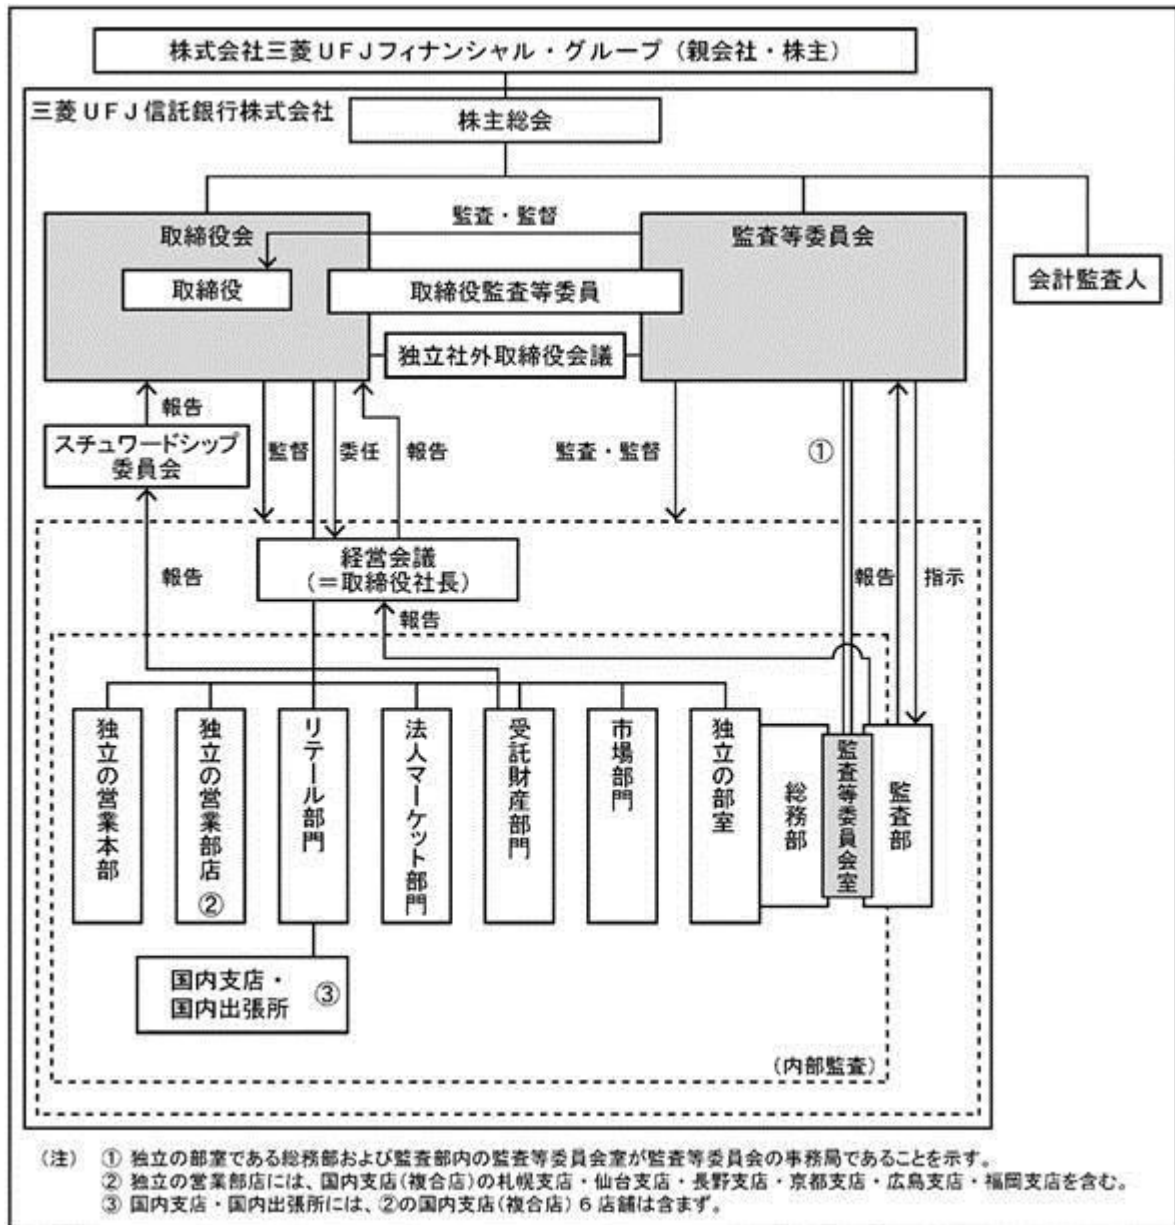 株式会社三菱UFJフィナンシャル・グループ（親会社・株主）
三菱UFJ信託銀行株式会社
株主総会
取締役会
監査・監督
監査等委員会
取締役
取締役監査等委員
会計監査人
独立社外取締役会議
報告
スチュワードシップ
委員会
監督
委任
報告
監査・監督
①
経営会議
（＝取締役社長）
報告
報告
報告
指示
独立の営業本部
独立の営業部店②
リテール部門
法人マーケット部門
受託財産部門
市場部門
独立の部室
総務部
監査等委員会室
監査部
国内支店・
国内出張所
③
（内部監査）
（注） ① 独立の部室である総務部および監査部内の監査等委員会室が監査等委員会の事務局であることを示す。
② 独立の営業部店には、国内支店（複合店）の札幌支店・仙台支店・長野支店・京都支店・広島支店・福岡支店を含む。
③ 国内支店・国内出張所には、②の国内支店（複合店）６店舗は含まず。